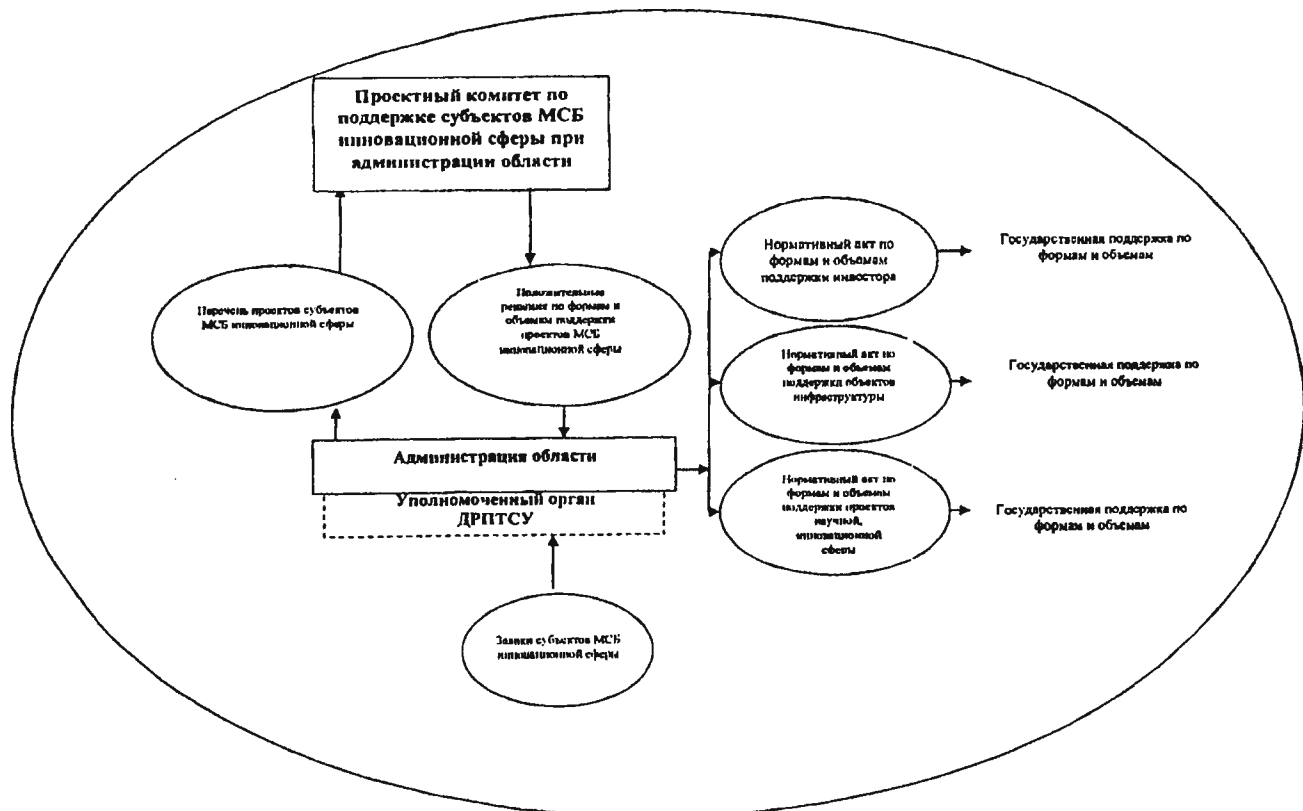 Проектный комитет по
поддержке субъектов МСБ
инновационной сферы при
администрации области
Перечень проектов субъектов
МСБ инновационной сферы
Положительные
решения по формам и
объемам поддержки
проектов МСБ
инновационной сферы
Администрация области
Уполномоченный орган
ДРПТСУ
Заявки субъектов МСБ
инновационной сферы
Нормативный акт по
формам и объемам
поддержки инвестора
Государственная поддержка по
формам и объемам
Нормативный акт по
формам и объемам
поддержка объектов
инфраструктуры
Государственная поддержка по
формам и объемам
Нормативный акт по
формам и объемам
поддержки проектов
научной,
инновационной
сферы
Государственная поддержка по
формам и объемам